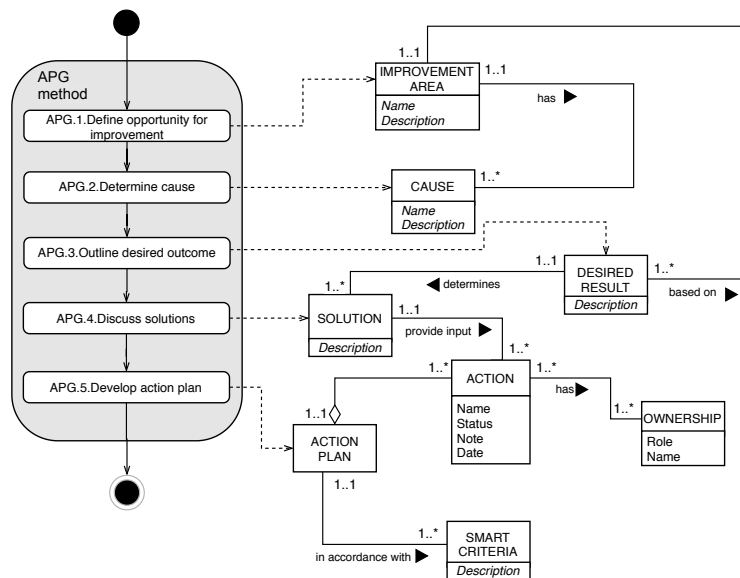 APG
method
APG.1.Define opportunity for
improvement
APG.2.Determine cause
APG.3.Outline desired outcome
APG.4.Discuss solutions
APG.5.Develop action plan
1..1
IMPROVEMENT
AREA
1..1
Name
Description
has ▶
CAUSE
1..*
Name
Description
DESIRED
RESULT
1..1
1..*
Description
◀ determines
based on ▶
1..*
SOLUTION
1..1
Description
provide input ▶
1..*
1..*
ACTION
1..*
Name
Status
Note
Date
has ▶
1..*
OWNERSHIP
Role
Name
1..1
ACTION
PLAN
1..1
1..*
in accordance with ▶
SMART
CRITERIA
Description